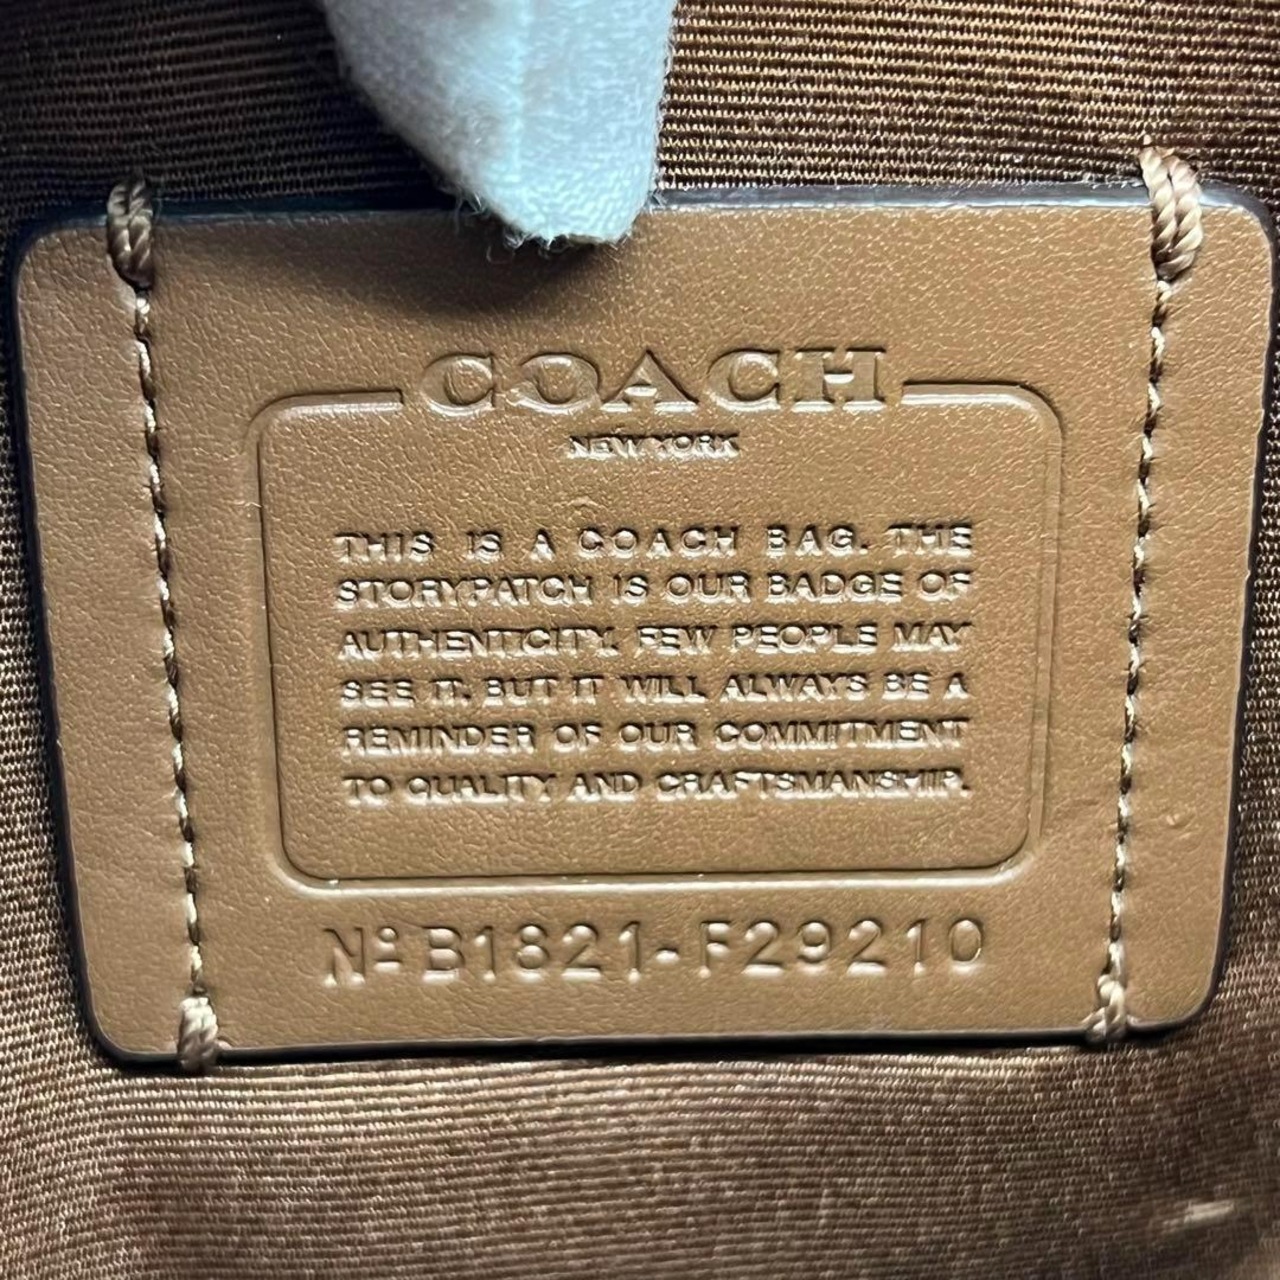 COACH
NEW YORK
THIS IS A COACH BAG. THE
STORYPATCH IS OUR BADGE OF
AUTHENTICITY. FEW PEOPLE MAY
SEE IT. BUT IT WILL ALWAYS BE A
REMINDER OF OUR COMMITMENT
TO QUALITY AND CRAFTSMANSHIP.
Nº B1821-F29210